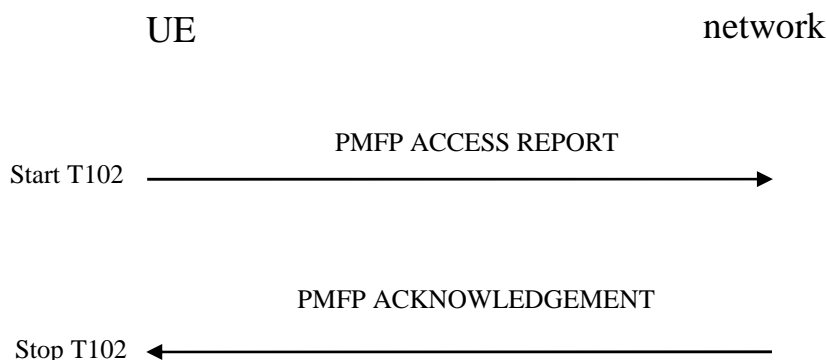 UE network
PMFP ACCESS REPORT
Start T102
PMFP ACKNOWLEDGEMENT
Stop T102